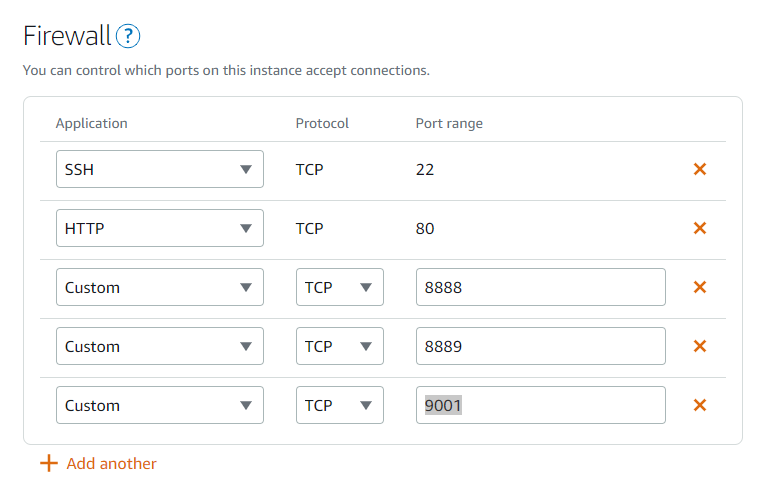 Firewall ?
You can control which ports on this instance accept connections.
Application Protocol Port range
SSH TCP 22
HTTP TCP 80
Custom TCP 8888
Custom TCP 8889
Custom TCP 9001
Add another